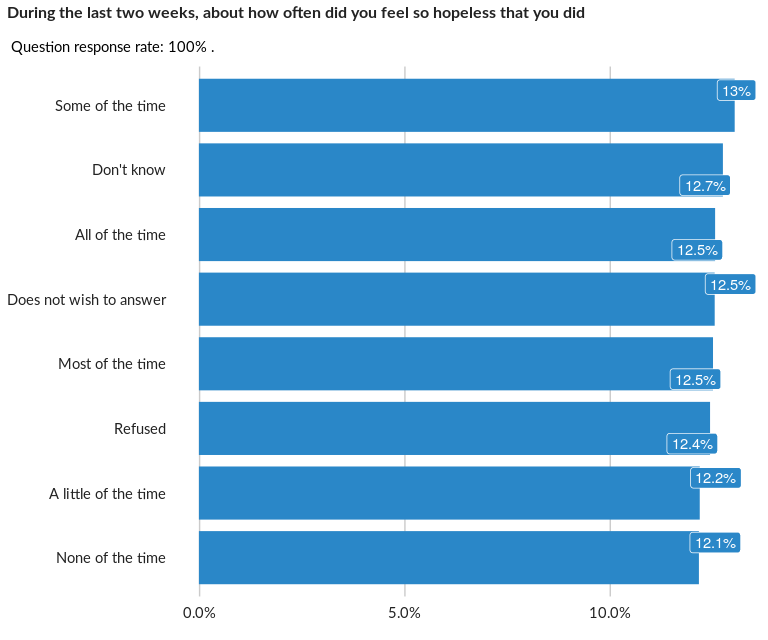 During the last two weeks, about how often did you feel so hopeless that you did
Question response rate: 100% .
Some of the time
13%
Don't know
12.7%
All of the time
12.5%
Does not wish to answer
12.5%
Most of the time
12.5%
Refused
12.4%
A little of the time
12.2%
None of the time
12.1%
0.0%
5.0%
10.0%